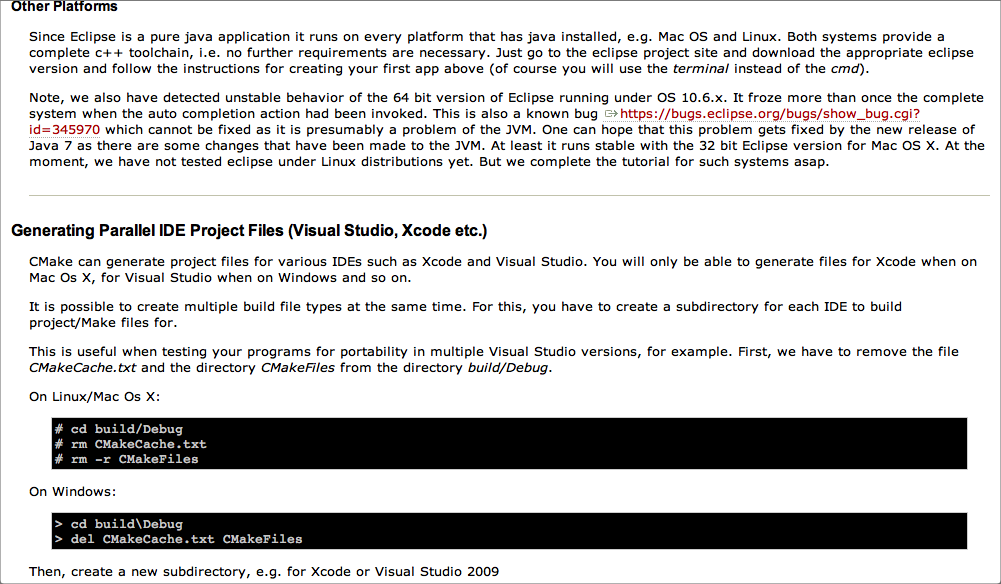 Other Platforms
Since Eclipse is a pure java application it runs on every platform that has java installed, e.g. Mac OS and Linux. Both systems provide a
complete c++ toolchain, i.e. no further requirements are necessary. Just go to the eclipse project site and download the appropriate eclipse
version and follow the instructions for creating your first app above (of course you will use the terminal instead of the cmd).
Note, we also have detected unstable behavior of the 64 bit version of Eclipse running under OS 10.6.x. It froze more than once the complete
system when the auto completion action had been invoked. This is also a known bug https://bugs.eclipse.org/bugs/show_bug.cgi?
id=345970 which cannot be fixed as it is presumably a problem of the JVM. One can hope that this problem gets fixed by the new release of
Java 7 as there are some changes that have been made to the JVM. At least it runs stable with the 32 bit Eclipse version for Mac OS X. At the
moment, we have not tested eclipse under Linux distributions yet. But we complete the tutorial for such systems asap.
Generating Parallel IDE Project Files (Visual Studio, Xcode etc.)
CMake can generate project files for various IDEs such as Xcode and Visual Studio. You will only be able to generate files for Xcode when on
Mac Os X, for Visual Studio when on Windows and so on.
It is possible to create multiple build file types at the same time. For this, you have to create a subdirectory for each IDE to build
project/Make files for.
This is useful when testing your programs for portability in multiple Visual Studio versions, for example. First, we have to remove the file
CMakeCache.txt and the directory CMakeFiles from the directory build/Debug.
On Linux/Mac Os X:
# cd build/Debug
# rm CMakeCache.txt
# rm -r CMakeFiles
On Windows:
> cd build\Debug
> del CMakeCache.txt CMakeFiles
Then, create a new subdirectory, e.g. for Xcode or Visual Studio 2009